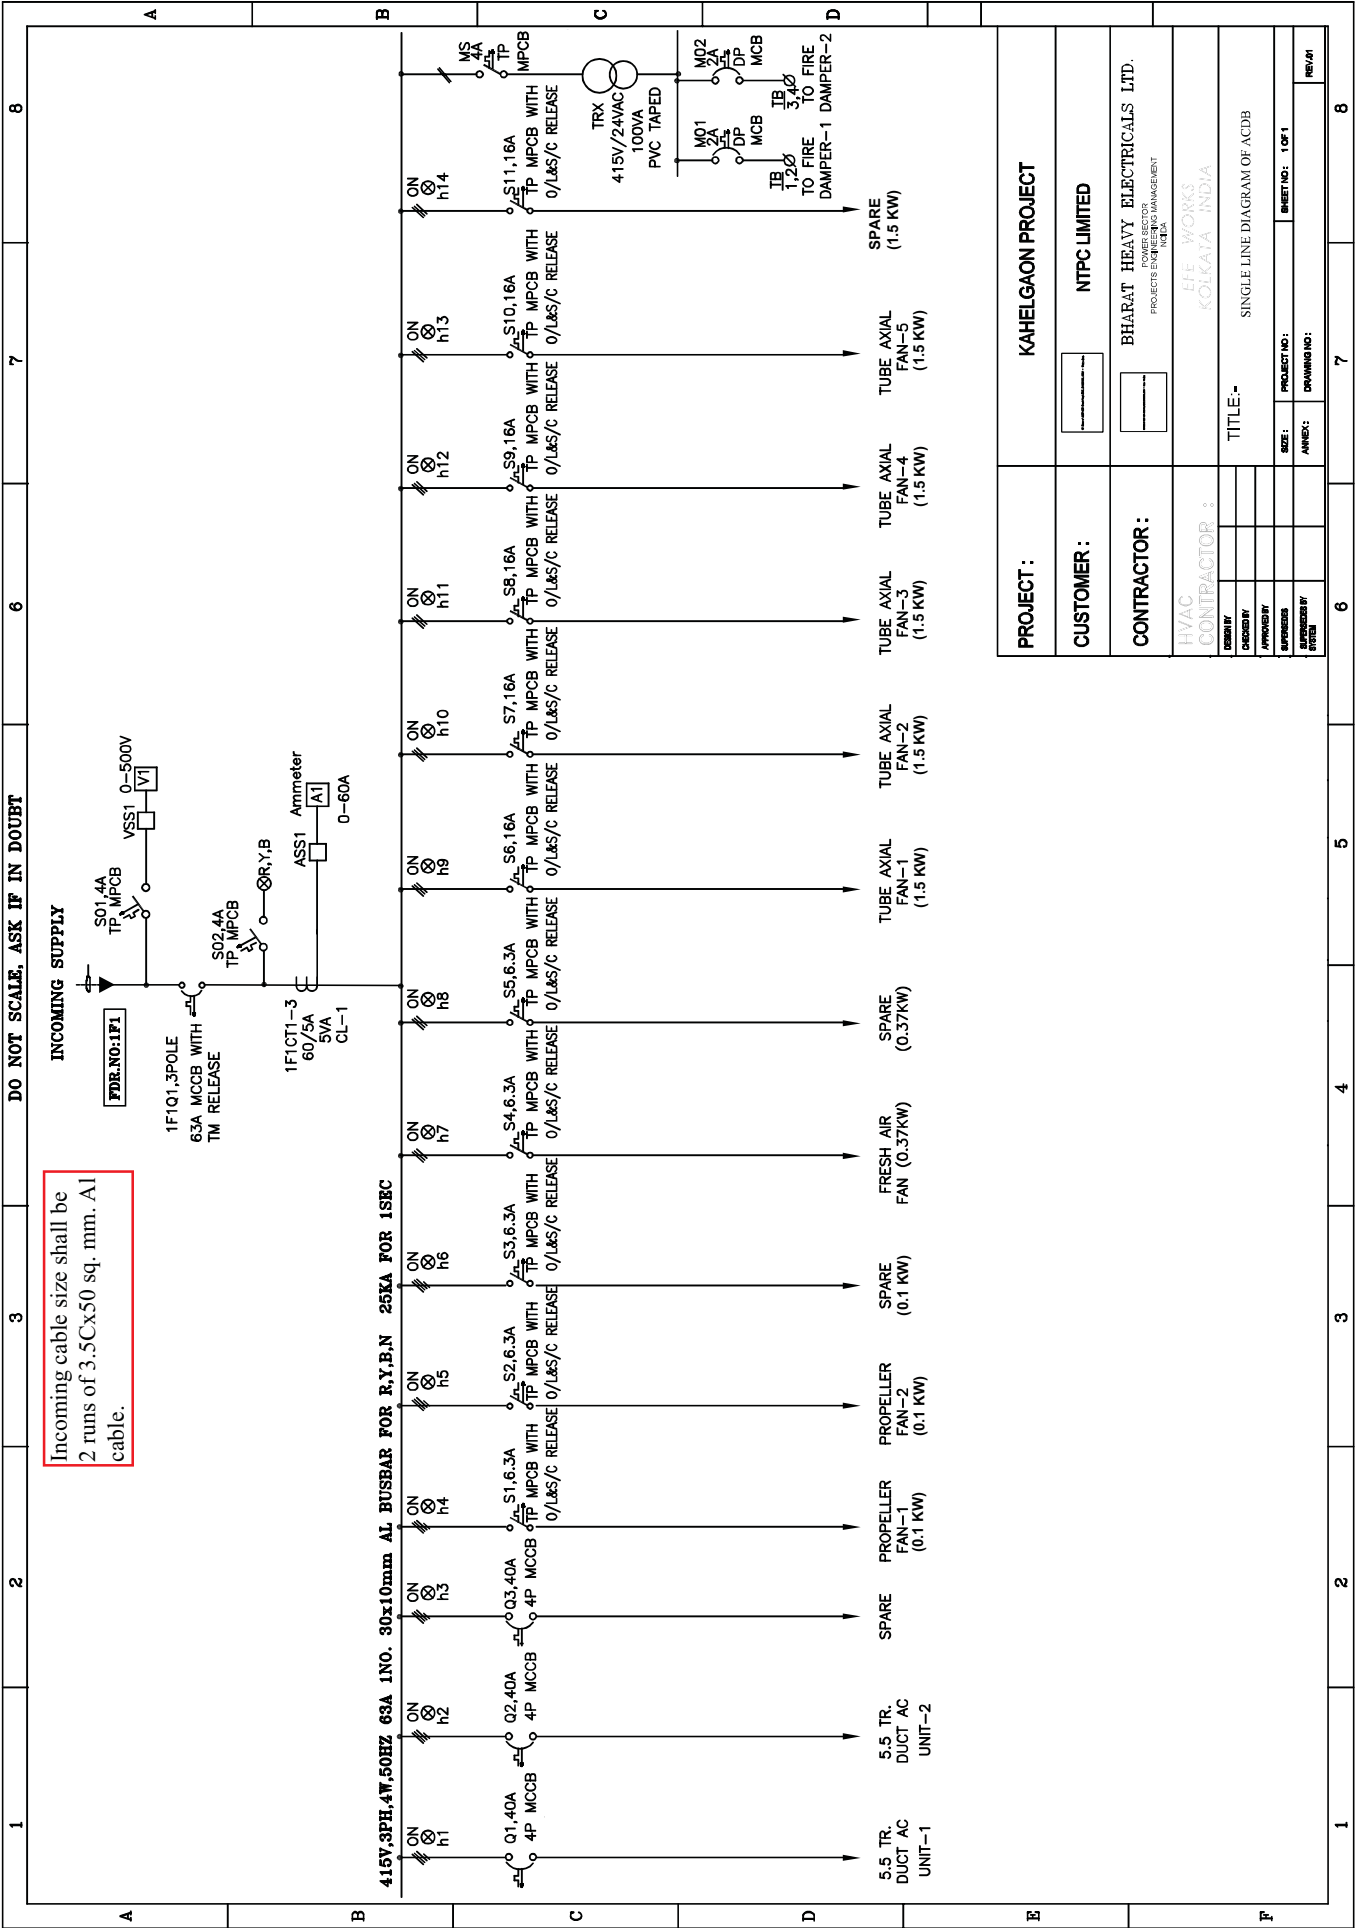 DO NOT SCALE, ASK IF IN DOUBT
1
2
3
4
5
6
7
8
A
B
C
D
E
F
Incoming cable size shall be
2 runs of 3.5Cx50 sq. mm. Al
cable.
INCOMING SUPPLY
FDR.NO:1F1
S01,4A
TP MPCB
VSS1
0-500V
V1
1F1Q1,3POLE
63A MCCB WITH
TM RELEASE
S02,4A
TP MPCB
R,Y,B
1F1CT1-3
60/5A
5VA
CL-1
ASS1
Ammeter
A1
0-60A
415V,3PH,4W,50HZ 63A 1NO. 30x10mm AL BUSBAR FOR R,Y,B,N 25KA FOR 1SEC
ON
h1
Q1,40A
4P MCCB
5.5 TR.
DUCT AC
UNIT-1
ON
h2
Q2,40A
4P MCCB
5.5 TR.
DUCT AC
UNIT-2
ON
h3
Q3,40A
4P MCCB
SPARE
ON
h4
S1,6.3A
TP MPCB WITH
O/L&S/C RELEASE
PROPELLER
FAN-1
(0.1 KW)
ON
h5
S2,6.3A
TP MPCB WITH
O/L&S/C RELEASE
PROPELLER
FAN-2
(0.1 KW)
ON
h6
S3,6.3A
TP MPCB WITH
O/L&S/C RELEASE
SPARE
(0.1 KW)
ON
h7
S4,6.3A
TP MPCB WITH
O/L&S/C RELEASE
FRESH AIR
FAN (0.37KW)
ON
h8
S5,6.3A
TP MPCB WITH
O/L&S/C RELEASE
SPARE
(0.37KW)
ON
h9
S6,16A
TP MPCB WITH
O/L&S/C RELEASE
TUBE AXIAL
FAN-1
(1.5 KW)
ON
h10
S7,16A
TP MPCB WITH
O/L&S/C RELEASE
TUBE AXIAL
FAN-2
(1.5 KW)
ON
h11
S8,16A
TP MPCB WITH
O/L&S/C RELEASE
TUBE AXIAL
FAN-3
(1.5 KW)
ON
h12
S9,16A
TP MPCB WITH
O/L&S/C RELEASE
TUBE AXIAL
FAN-4
(1.5 KW)
ON
h13
S10,16A
TP MPCB WITH
O/L&S/C RELEASE
TUBE AXIAL
FAN-5
(1.5 KW)
ON
h14
S11,16A
TP MPCB WITH
O/L&S/C RELEASE
SPARE
(1.5 KW)
MS
4A
TP
MPCB
TRX
415V/24VAC
100VA
PVC TAPED
M01
2A
DP
MCB
TB
1,2
TO FIRE
DAMPER-1
M02
2A
DP
MCB
TB
3,4
TO FIRE
DAMPER-2
PROJECT :
KAHELGAON PROJECT
CUSTOMER :
NTPC LIMITED
CONTRACTOR :
BHARAT HEAVY ELECTRICALS LTD.
POWER SECTOR
PROJECTS ENGINEERING MANAGEMENT
NOIDA
HVAC
CONTRACTOR :
EFE WORKS
KOLKATA INDIA
DESIGN BY
CHECKED BY
APPROVED BY
SUPERSEDES
SUPERSEDED BY
SYSTEM
TITLE:-
SINGLE LINE DIAGRAM OF ACDB
SIZE :
PROJECT NO :
SHEET NO : 1 OF 1
ANNEX :
DRAWING NO :
REV.01
1
2
3
4
5
6
7
8
A
B
C
D